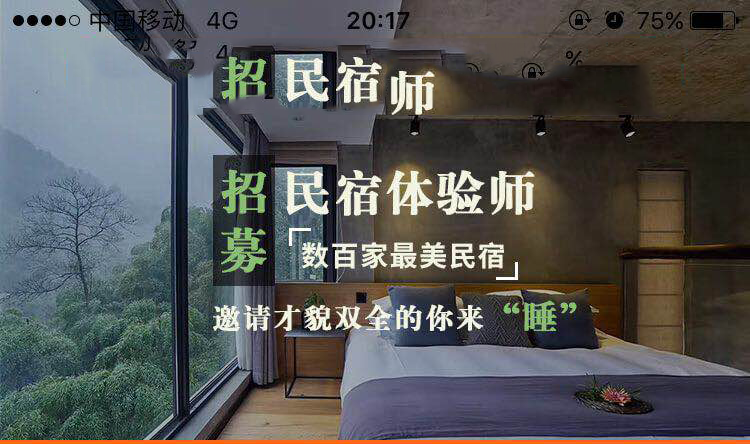 中国移动 4G 20:17 75%
4
%
招 民宿师
招募 民宿体验师
「数百家最美民宿」
邀请才貌双全的你来“睡”